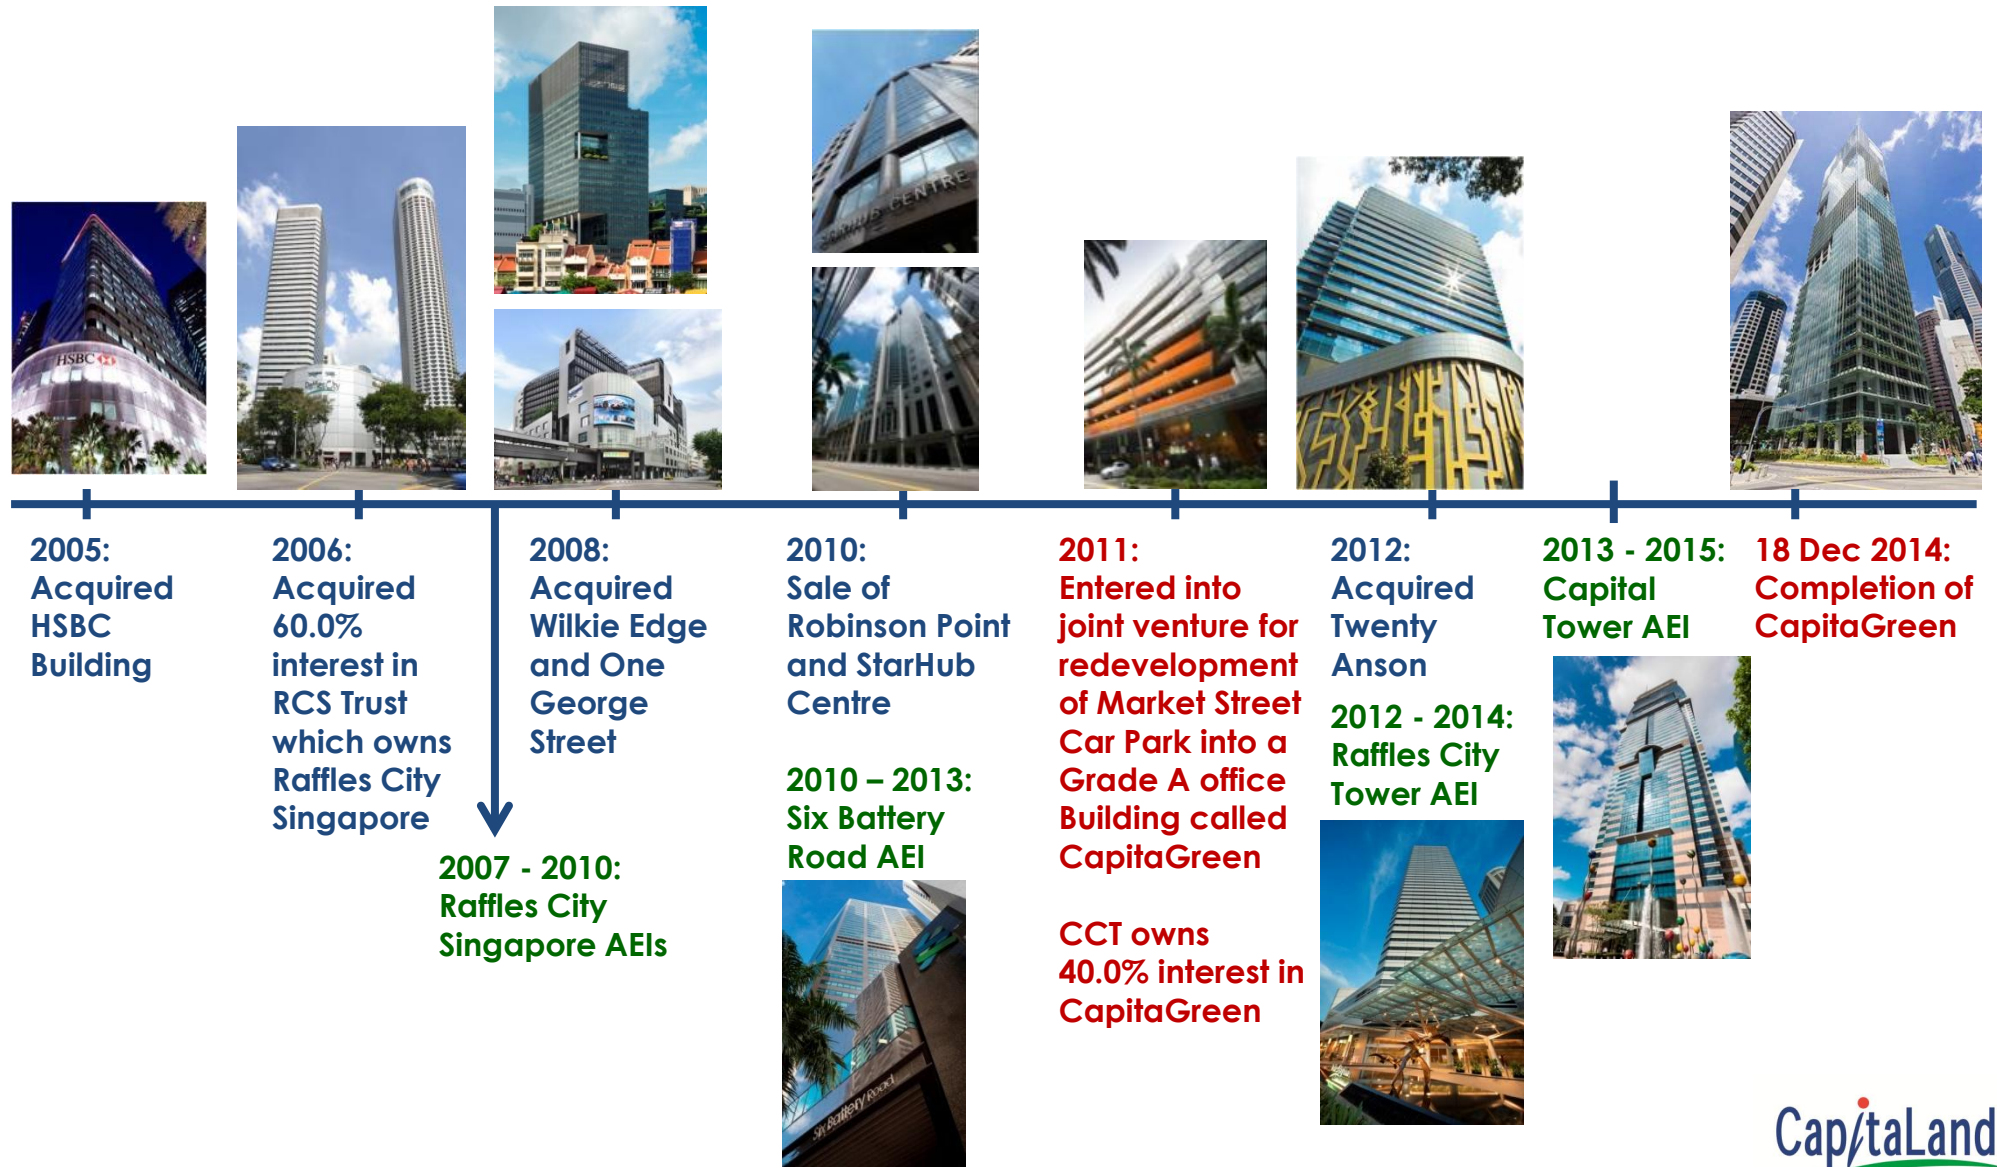 HSBC
Raffles City
STARHUB CENTRE
2005:
Acquired
HSBC
Building
2006:
Acquired
60.0%
interest in
RCS Trust
which owns
Raffles City
Singapore
2007 - 2010:
Raffles City
Singapore AEIs
2008:
Acquired
Wilkie Edge
and One
George
Street
2010:
Sale of
Robinson Point
and StarHub
Centre
2010 – 2013:
Six Battery
Road AEI
Six Battery Road
2011:
Entered into
joint venture for
redevelopment
of Market Street
Car Park into a
Grade A office
Building called
CapitaGreen
CCT owns
40.0% interest in
CapitaGreen
2012:
Acquired
Twenty
Anson
2012 - 2014:
Raffles City
Tower AEI
2013 - 2015:
Capital
Tower AEI
18 Dec 2014:
Completion of
CapitaGreen
CapitaLand